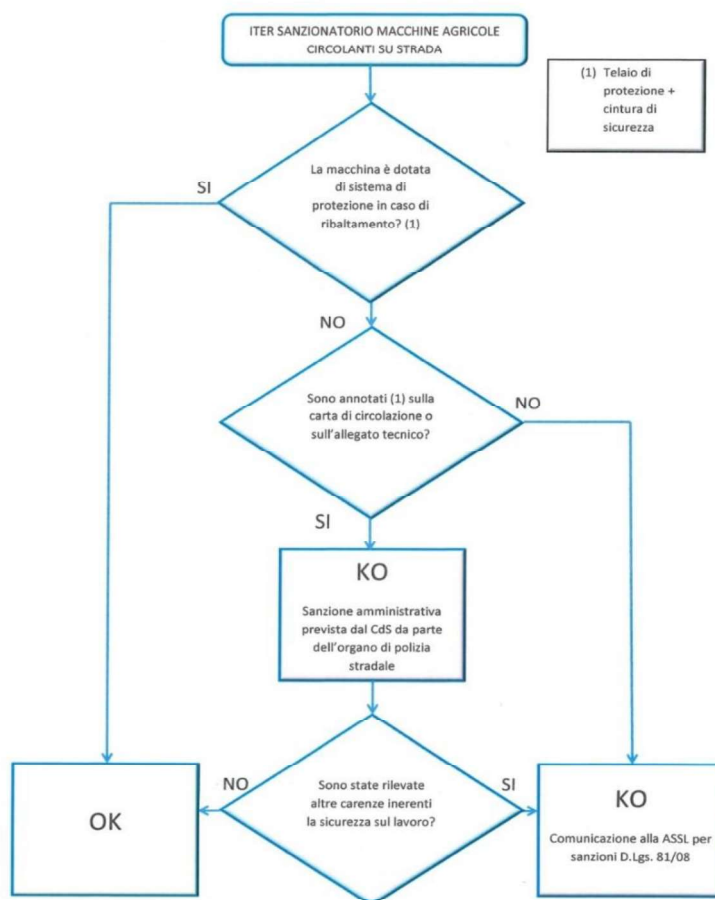 ITER SANZIONATORIO MACCHINE AGRICOLE
CIRCOLANTI SU STRADA
(1) Telaio di
protezione +
cintura di
sicurezza
La macchina è dotata
di sistema di
protezione in caso di
ribaltamento? (1)
SI
NO
Sono annotati (1) sulla
carta di circolazione o
sull'allegato tecnico?
NO
SI
KO
Sanzione amministrativa
prevista dal CdS da parte
dell'organo di polizia
stradale
NO
Sono state rilevate
altre carenze inerenti
la sicurezza sul lavoro?
SI
OK
KO
Comunicazione alla ASSL per
sanzioni D.Lgs. 81/08